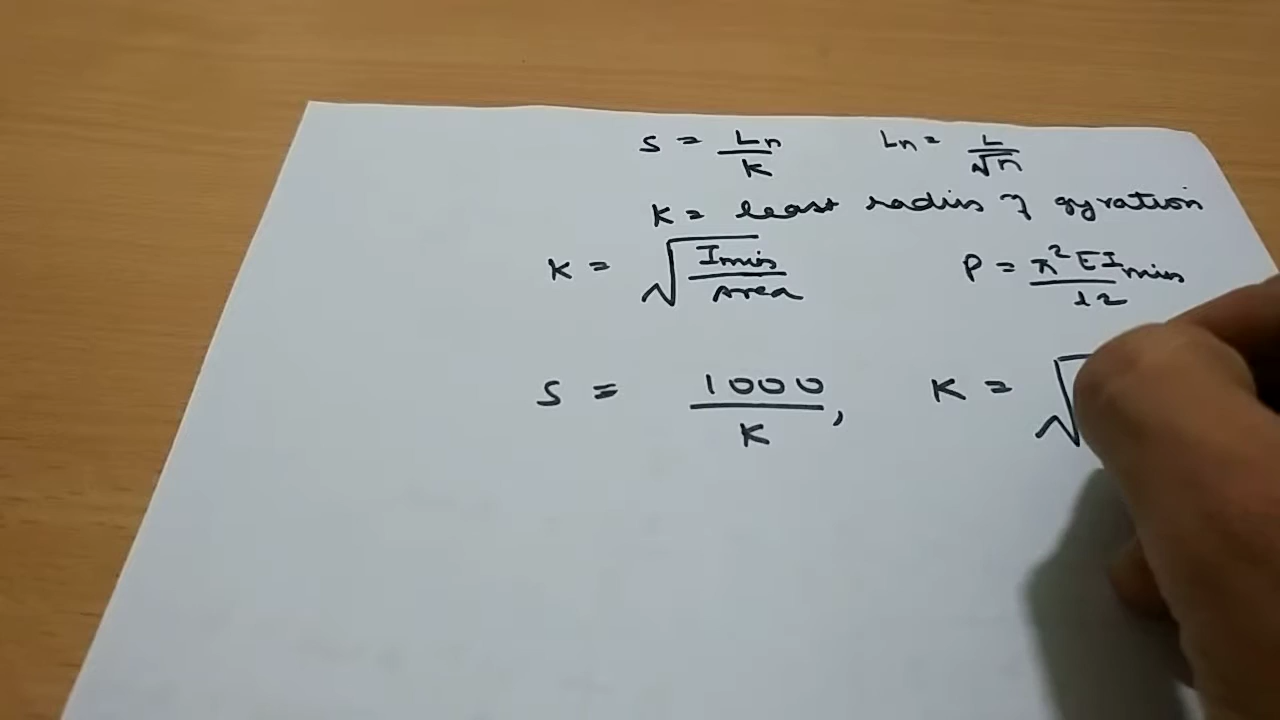 S = Ln/K Ln = L/√n
K = least radius of gyration
K = √(Imin/Area) P = π²EImin/L2
S = 1000/K, K = √